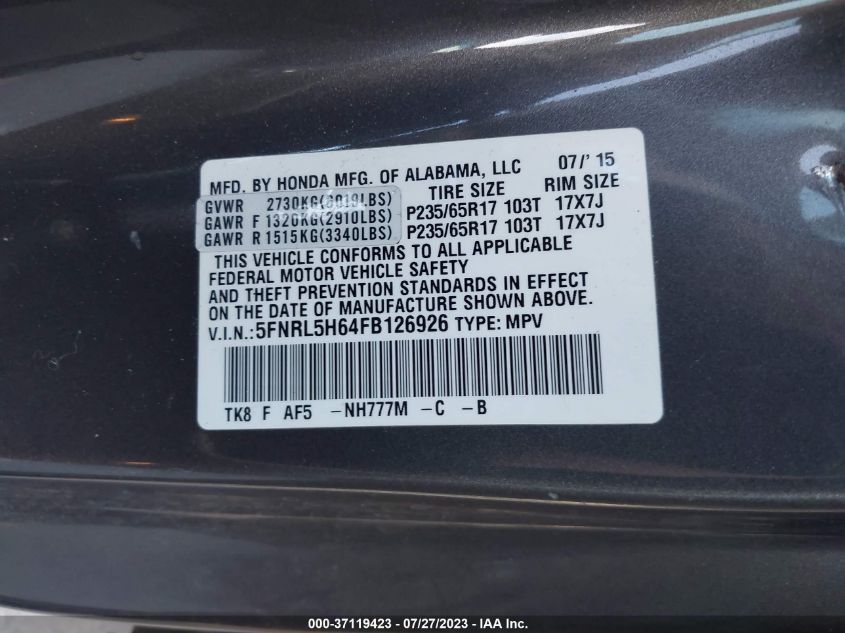 MFD. BY HONDA MFG. OF ALABAMA, LLC 07/'15
TIRE SIZE RIM SIZE
GVWR 2730KG(6019LBS)
GAWR F 1320KG(2910LBS) P235/65R17 103T 17X7J
GAWR R 1515KG(3340LBS) P235/65R17 103T 17X7J
THIS VEHICLE CONFORMS TO ALL APPLICABLE
FEDERAL MOTOR VEHICLE SAFETY
AND THEFT PREVENTION STANDARDS IN EFFECT
ON THE DATE OF MANUFACTURE SHOWN ABOVE.
V.I.N.:5FNRL5H64FB126926 TYPE: MPV
TK8 F AF5 -NH777M -C -B
000-37119423 - 07/27/2023 - IAA Inc.